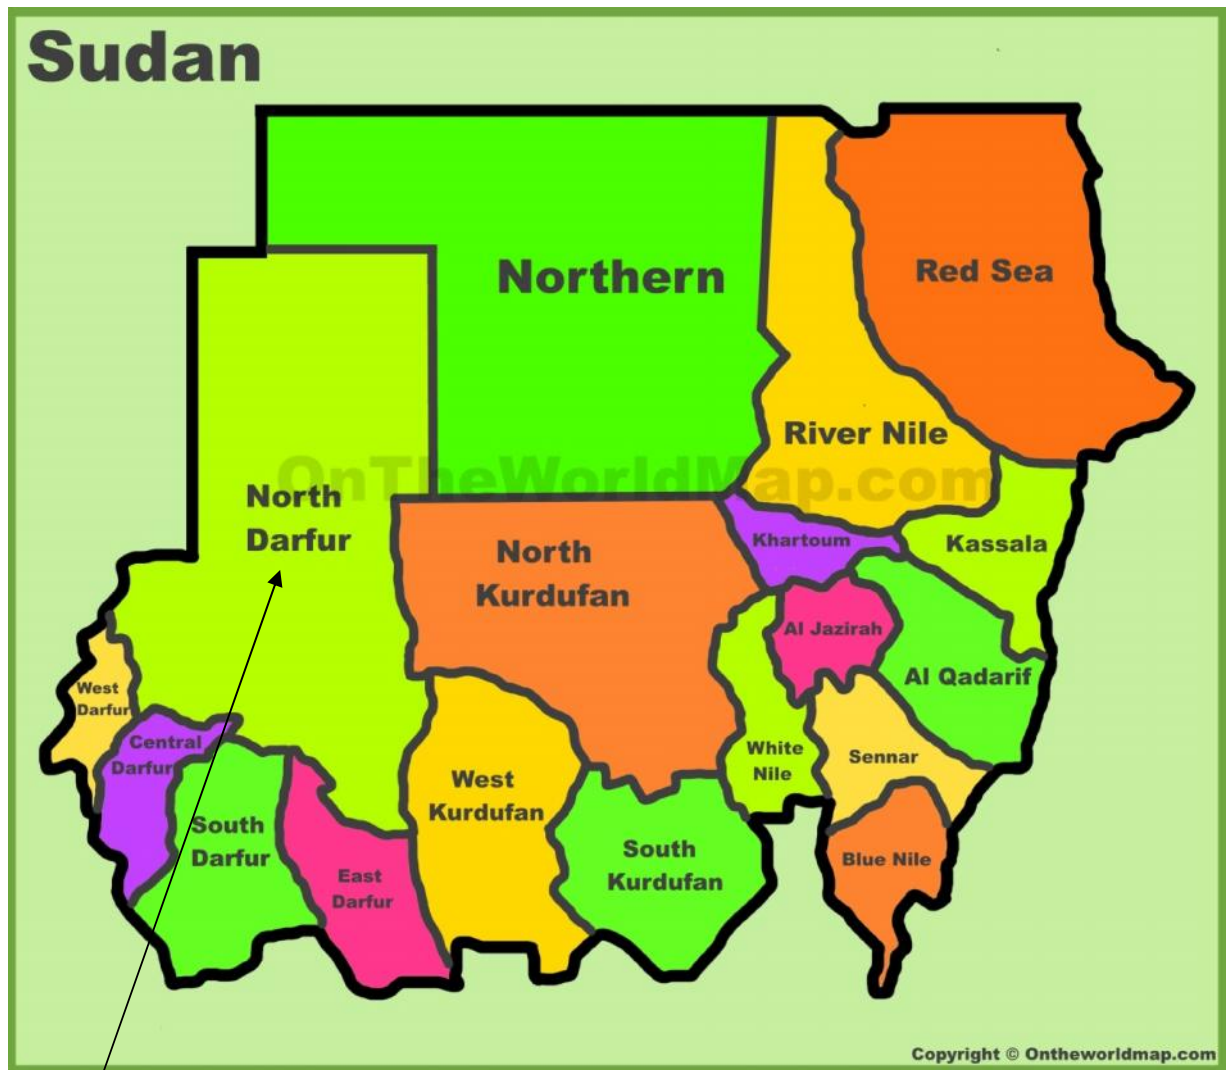 Sudan
Northern
Red Sea
River Nile
OnTheWorldMap.com
North
Darfur
North
Kurdufan
Khartoum
Kassala
Al Jazirah
Al Qadarif
West
Darfur
Central
Darfur
White
Nile
Sennar
West
Kurdufan
South
Darfur
South
Kurdufan
Blue Nile
East
Darfur
Copyright © Ontheworldmap.com